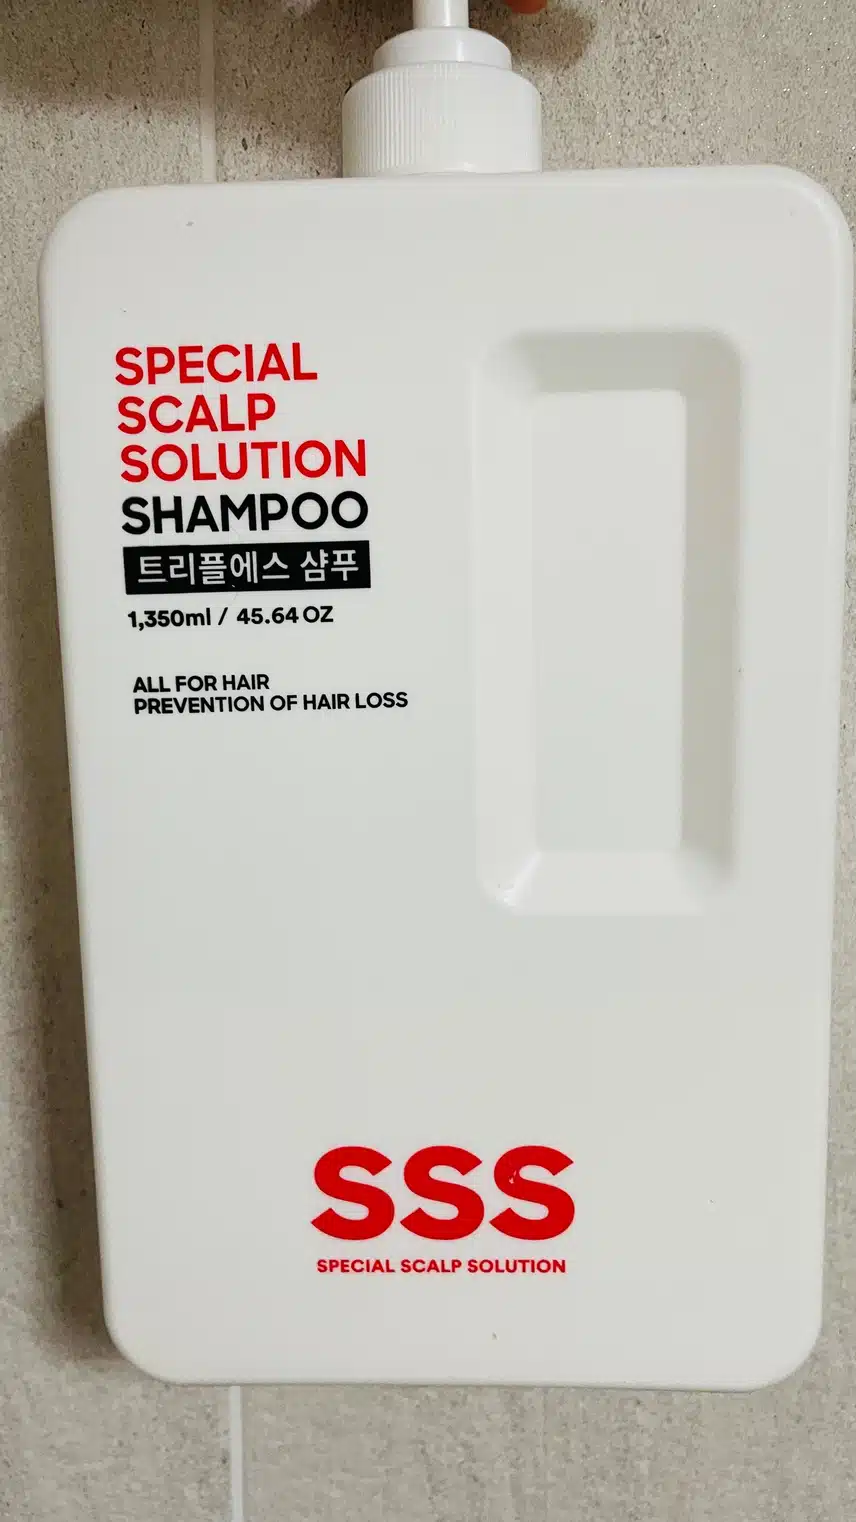 SPECIAL
SCALP
SOLUTION
SHAMPOO
트리플에스 샴푸
1,350ml / 45.64 OZ
ALL FOR HAIR
PREVENTION OF HAIR LOSS
SSS
SPECIAL SCALP SOLUTION